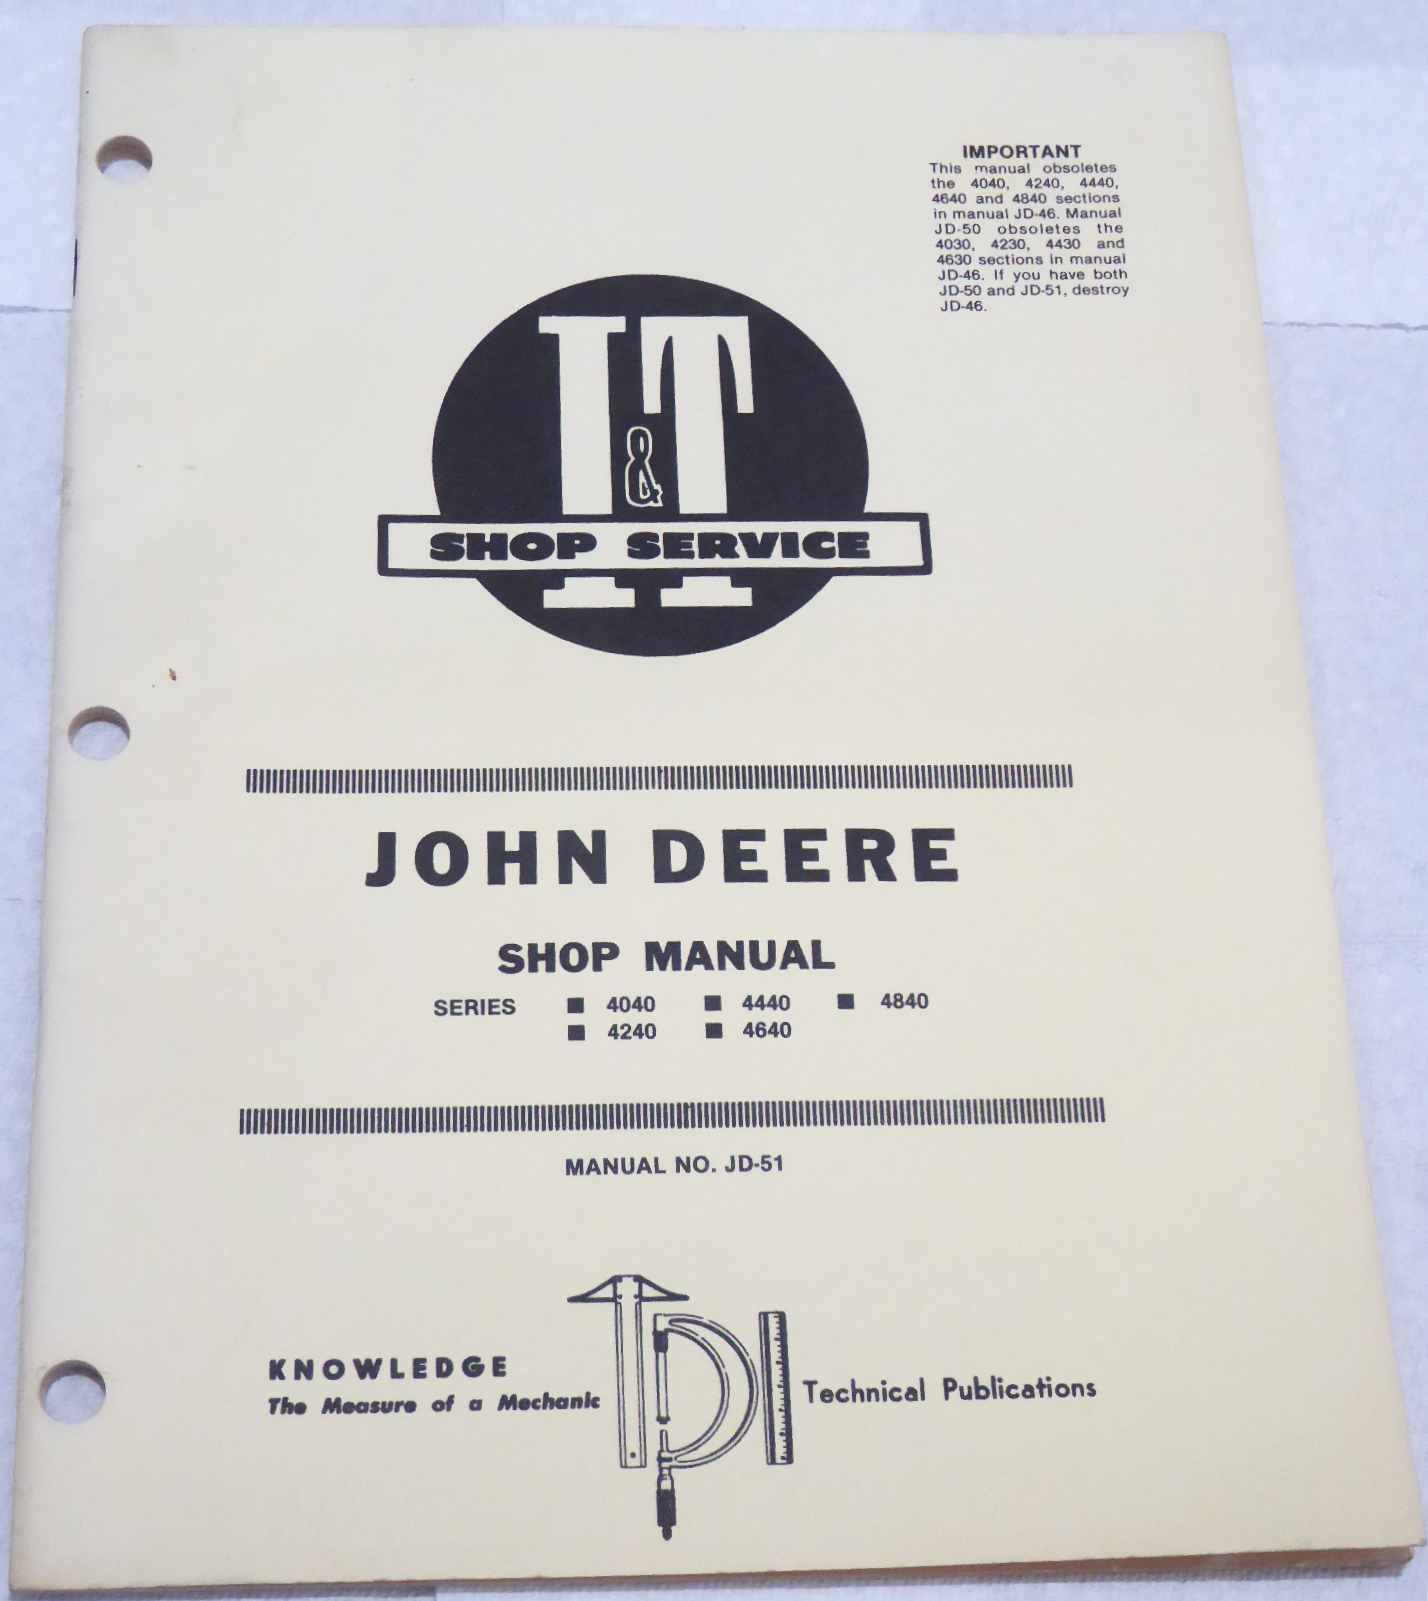 IMPORTANT
This manual obsoletes
the 4040, 4240, 4440,
4640 and 4840 sections
in manual JD-46. Manual
JD-50 obsoletes the
4030, 4230, 4430 and
4630 sections in manual
JD-46. If you have both
JD-50 and JD-51, destroy
JD-46.
I&T
SHOP SERVICE
JOHN DEERE
SHOP MANUAL
SERIES ■ 4040 ■ 4440 ■ 4840
■ 4240 ■ 4640
MANUAL NO. JD-51
KNOWLEDGE
The Measure of a Mechanic
TPI
Technical Publications